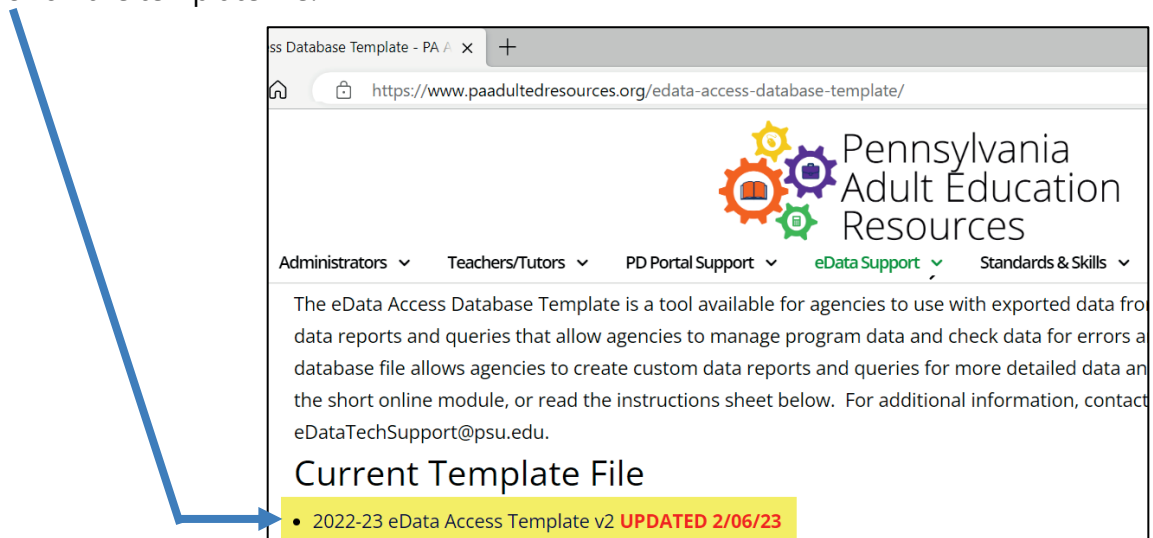 ss Database Template - PA A
https://www.paadultedresources.org/edata-access-database-template/
Pennsylvania
Adult Education
Resources
Administrators Teachers/Tutors PD Portal Support eData Support Standards & Skills
The eData Access Database Template is a tool available for agencies to use with exported data fro
data reports and queries that allow agencies to manage program data and check data for errors a
database file allows agencies to create custom data reports and queries for more detailed data an
the short online module, or read the instructions sheet below. For additional information, contact
eDataTechSupport@psu.edu.
Current Template File
• 2022-23 eData Access Template v2 UPDATED 2/06/23